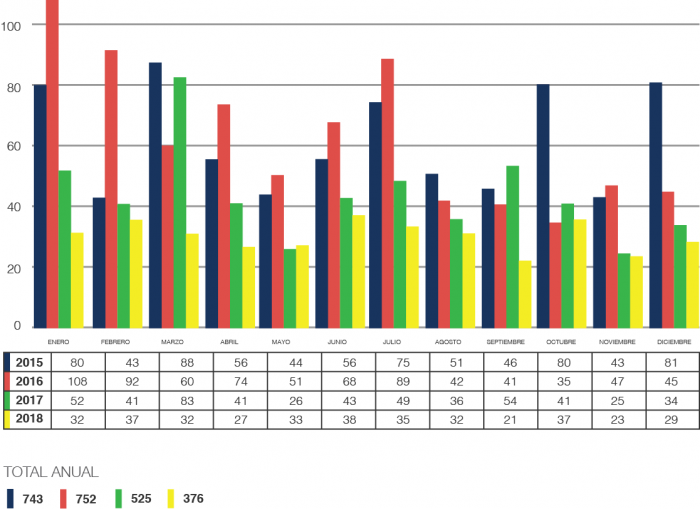 100
80
60
40
20
0
ENERO FEBRERO MARZO ABRIL MAYO JUNIO JULIO AGOSTO SEPTIEMBRE OCTUBRE NOVIEMBRE DICIEMBRE
2015 80 43 88 56 44 56 75 51 46 80 43 81
2016 108 92 60 74 51 68 89 42 41 35 47 45
2017 52 41 83 41 26 43 49 36 54 41 25 34
2018 32 37 32 27 33 38 35 32 21 37 23 29
TOTAL ANUAL
743 752 525 376